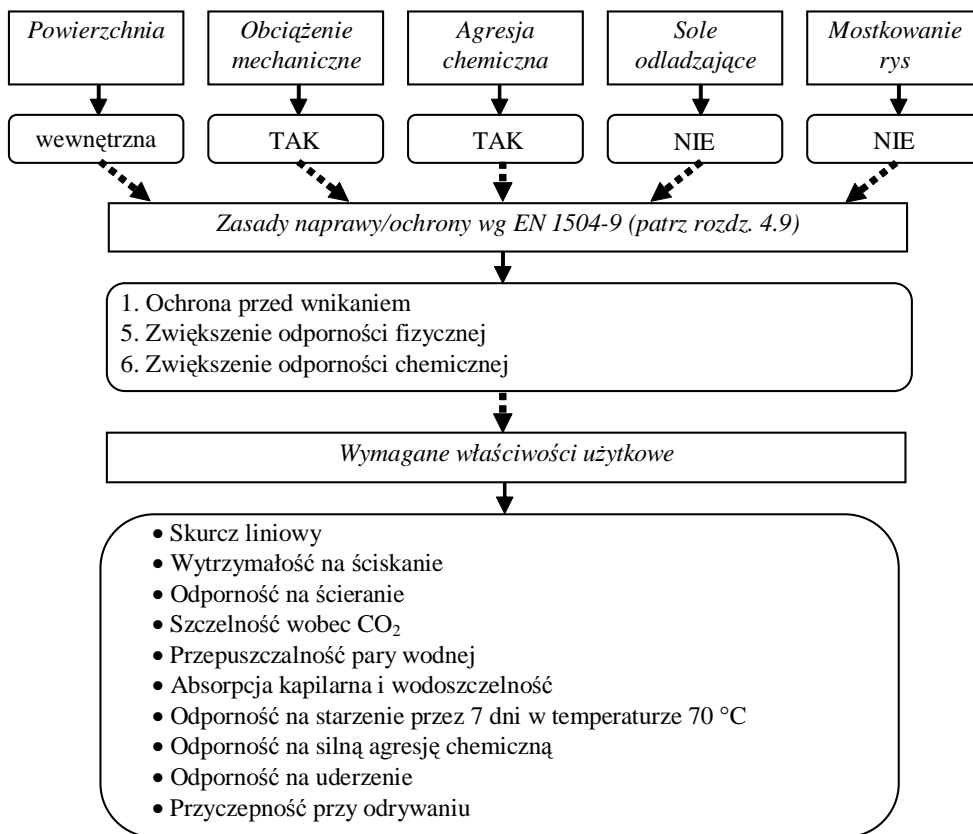 Powierzchnia
Obciążenie
mechaniczne
Agresja
chemiczna
Sole
odladzające
Mostkowanie
rys
wewnętrzna
TAK
TAK
NIE
NIE
Zasady naprawy/ochrony wg EN 1504-9 (patrz rozdz. 4.9)
1. Ochrona przed wnikaniem
5. Zwiększenie odporności fizycznej
6. Zwiększenie odporności chemicznej
Wymagane właściwości użytkowe
• Skurcz liniowy
• Wytrzymałość na ściskanie
• Odporność na ścieranie
• Szczelność wobec CO₂
• Przepuszczalność pary wodnej
• Absorpcja kapilarna i wodoszczelność
• Odporność na starzenie przez 7 dni w temperaturze 70 °C
• Odporność na silną agresję chemiczną
• Odporność na uderzenie
• Przyczepność przy odrywaniu